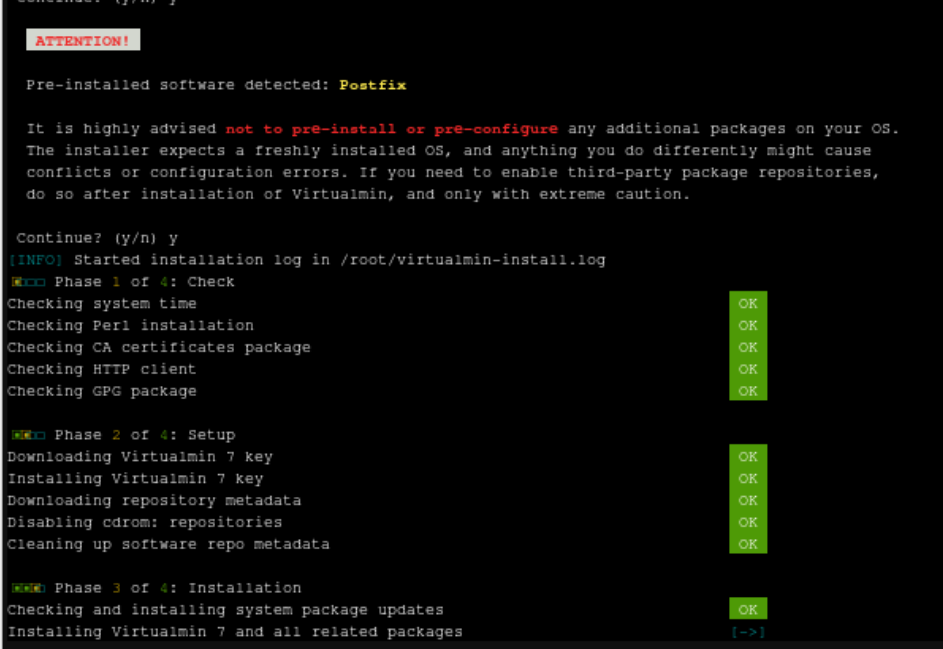 Continue? (y/n) y
ATTENTION!
Pre-installed software detected: Postfix
It is highly advised not to pre-install or pre-configure any additional packages on your OS.
The installer expects a freshly installed OS, and anything you do differently might cause
conflicts or configuration errors. If you need to enable third-party package repositories,
do so after installation of Virtualmin, and only with extreme caution.
Continue? (y/n) y
[INFO] Started installation log in /root/virtualmin-install.log
Phase 1 of 4: Check
Checking system time OK
Checking Perl installation OK
Checking CA certificates package OK
Checking HTTP client OK
Checking GPG package OK
Phase 2 of 4: Setup
Downloading Virtualmin 7 key OK
Installing Virtualmin 7 key OK
Downloading repository metadata OK
Disabling cdrom: repositories OK
Cleaning up software repo metadata OK
Phase 3 of 4: Installation
Checking and installing system package updates OK
Installing Virtualmin 7 and all related packages [->]